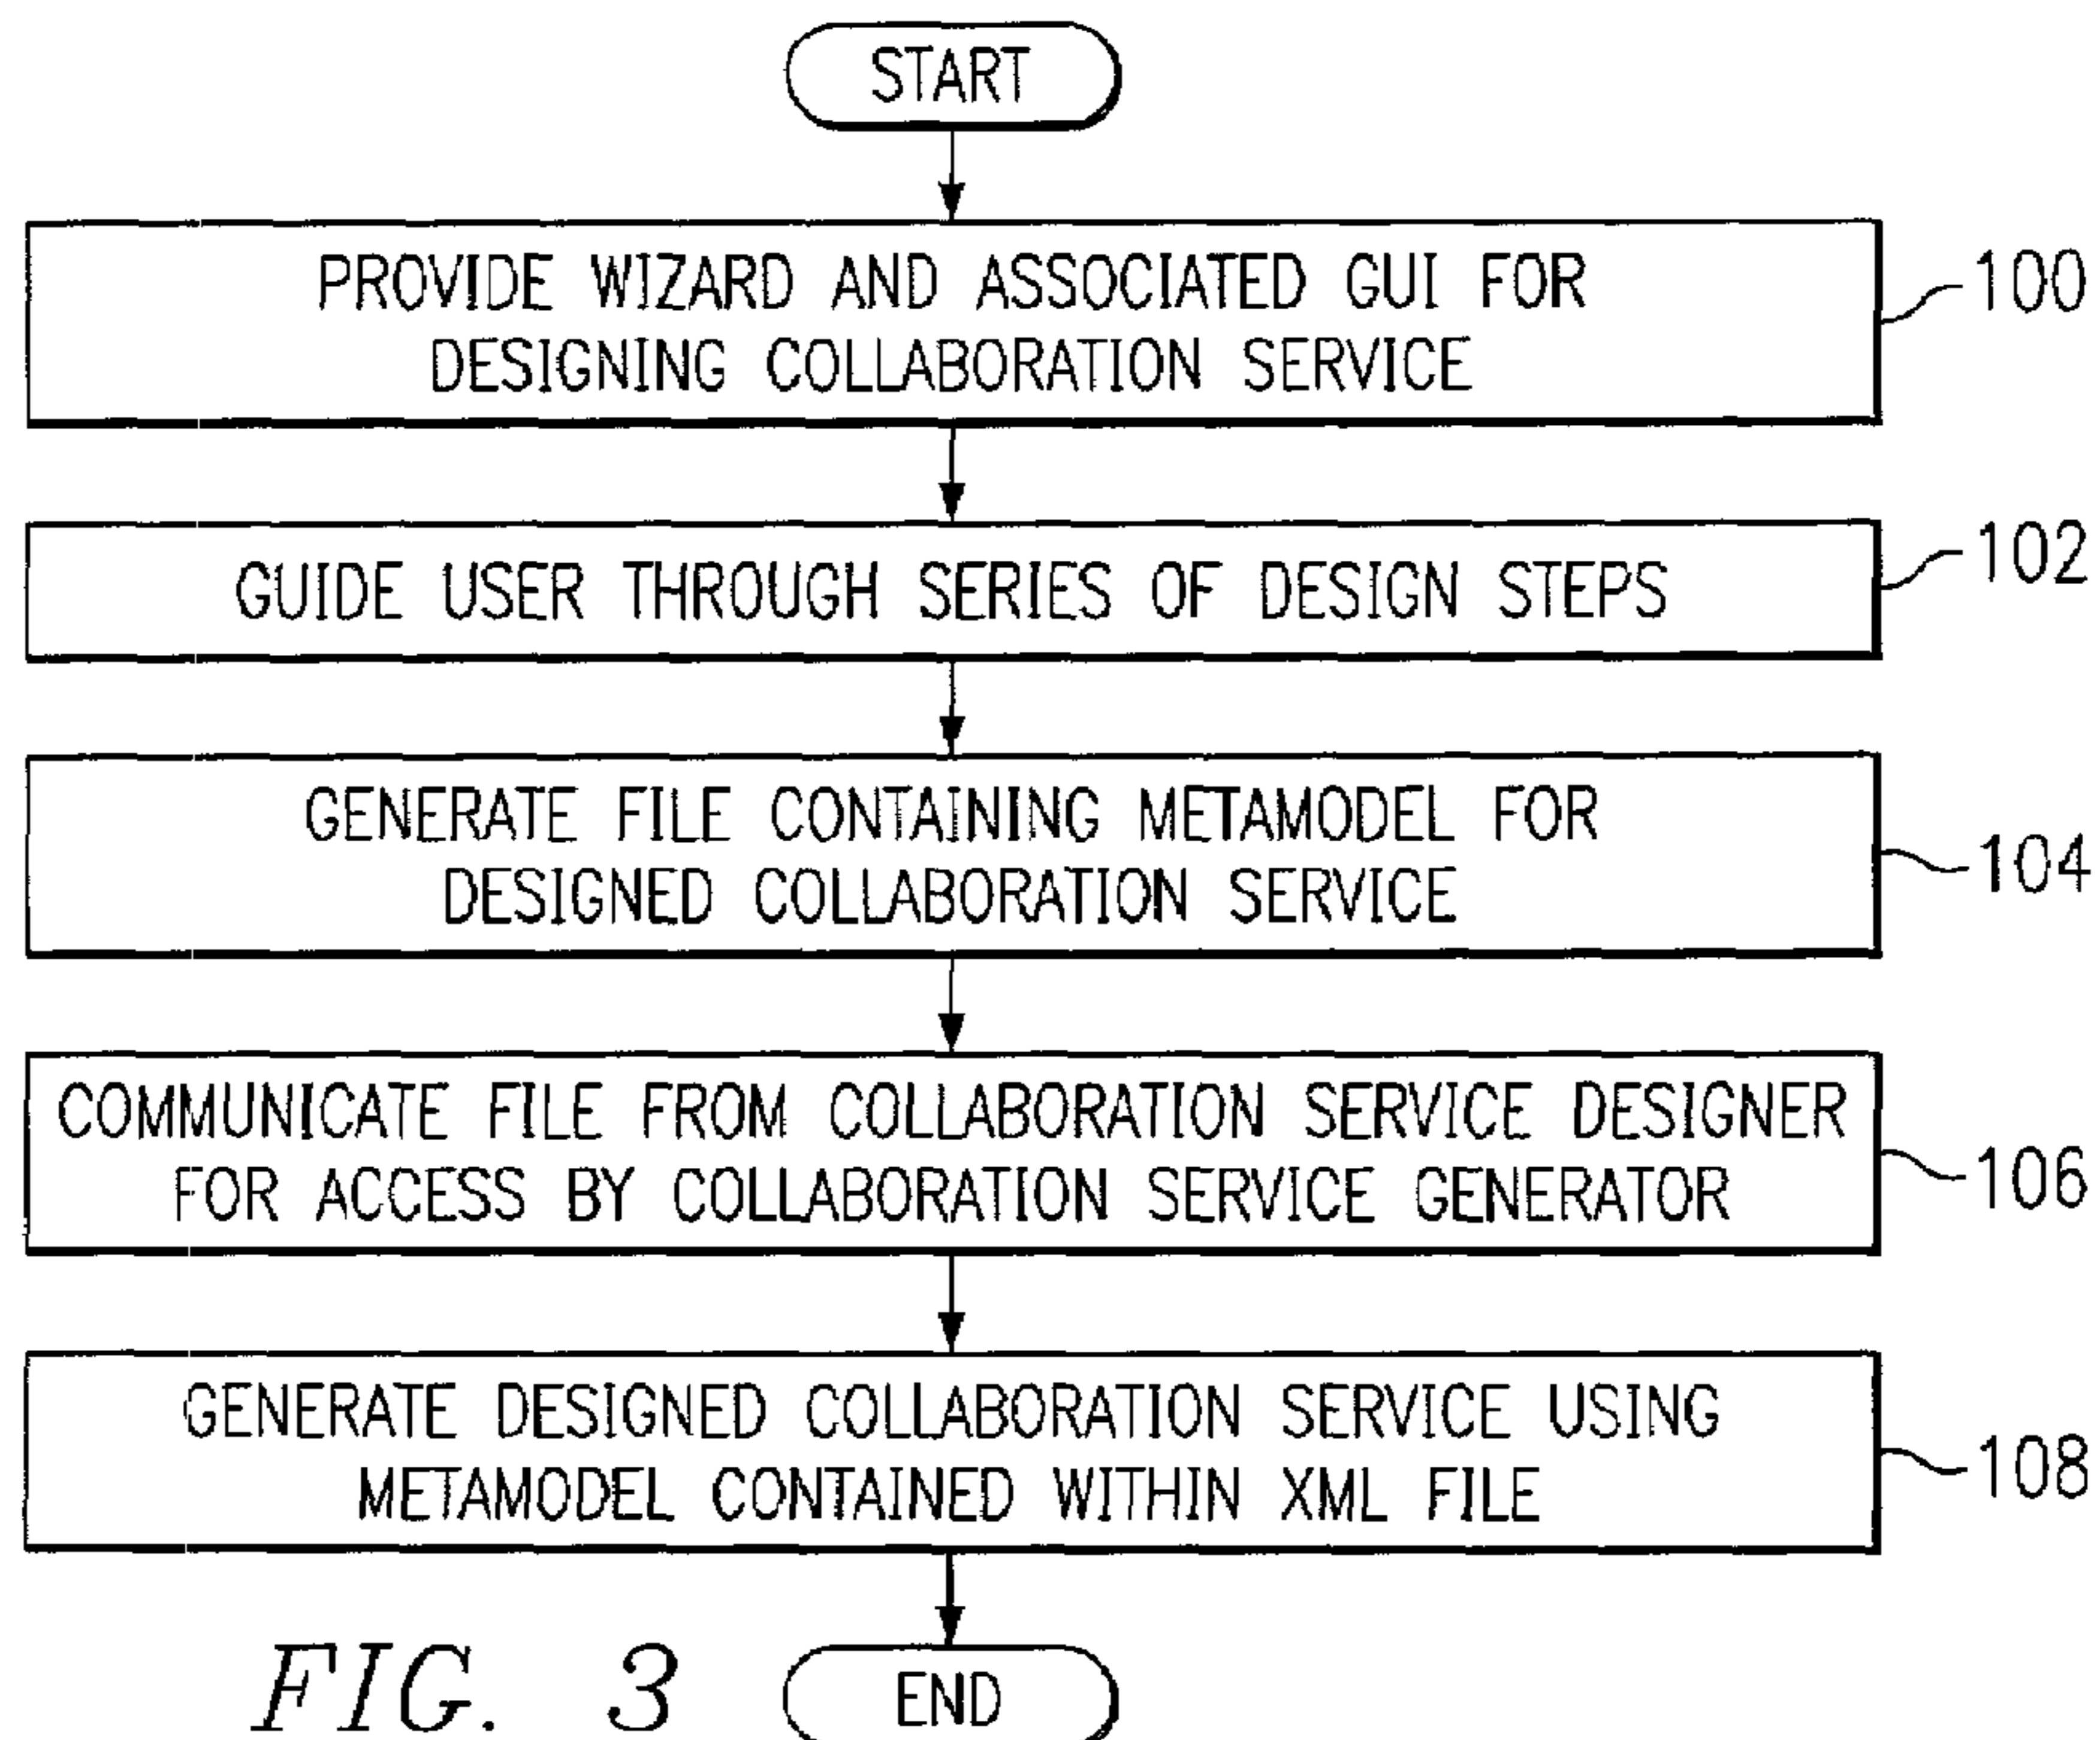 START
PROVIDE WIZARD AND ASSOCIATED GUI FOR
DESIGNING COLLABORATION SERVICE
100
GUIDE USER THROUGH SERIES OF DESIGN STEPS
102
GENERATE FILE CONTAINING METAMODEL FOR
DESIGNED COLLABORATION SERVICE
104
COMMUNICATE FILE FROM COLLABORATION SERVICE DESIGNER
FOR ACCESS BY COLLABORATION SERVICE GENERATOR
106
GENERATE DESIGNED COLLABORATION SERVICE USING
METAMODEL CONTAINED WITHIN XML FILE
108
FIG. 3
END